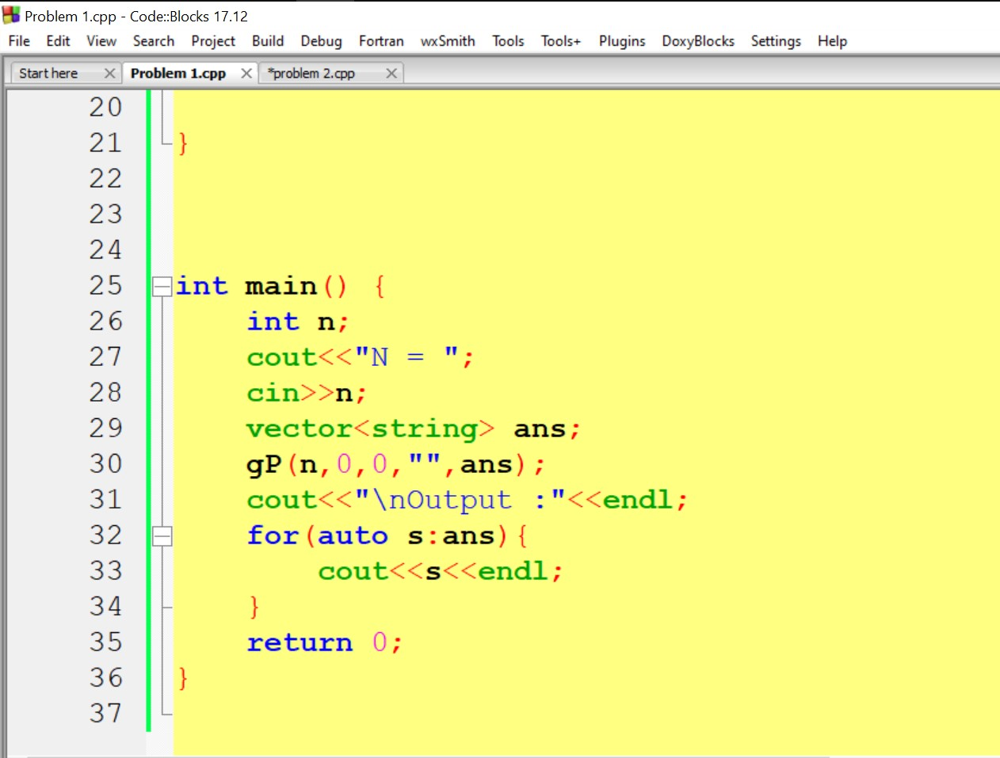 Problem 1.cpp - Code::Blocks 17.12
File Edit View Search Project Build Debug Fortran wxSmith Tools Tools+ Plugins DoxyBlocks Settings Help
Start here Problem 1.cpp *problem 2.cpp
20
21 }
22
23
24
25 int main() {
26 int n;
27 cout<<"N = ";
28 cin>>n;
29 vector<string> ans;
30 gP(n,0,0,"",ans);
31 cout<<"\nOutput :"<<endl;
32 for(auto s:ans){
33 cout<<s<<endl;
34 }
35 return 0;
36 }
37